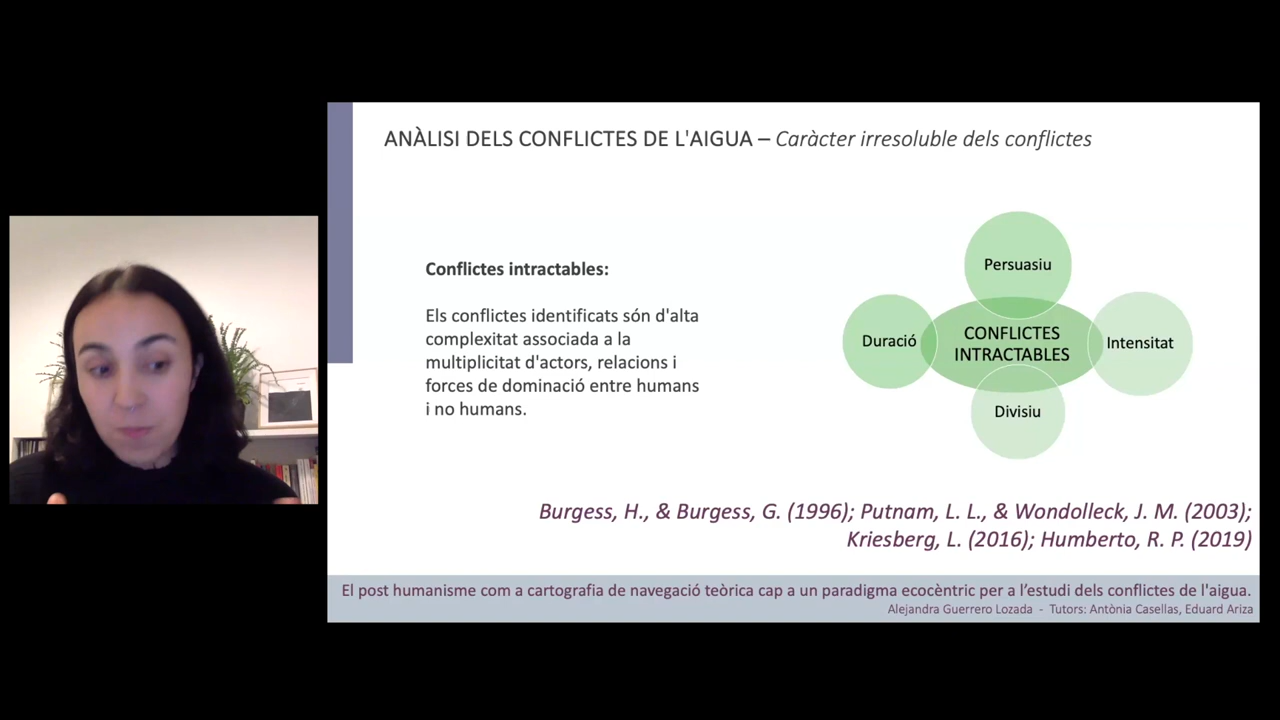 ANÀLISI DELS CONFLICTES DE L'AIGUA – Caràcter irresoluble dels conflictes
Conflictes intractables:
Els conflictes identificats són d'alta
complexitat associada a la
multiplicitat d'actors, relacions i
forces de dominació entre humans
i no humans.
Persuasiu
Duració
CONFLICTES
INTRACTABLES
Intensitat
Divisiu
Burgess, H., & Burgess, G. (1996); Putnam, L. L., & Wondolleck, J. M. (2003);
Kriesberg, L. (2016); Humberto, R. P. (2019)
El post humanisme com a cartografia de navegació teòrica cap a un paradigma ecocèntric per a l’estudi dels conflictes de l'aigua.
Alejandra Guerrero Lozada - Tutors: Antònia Casellas, Eduard Ariza